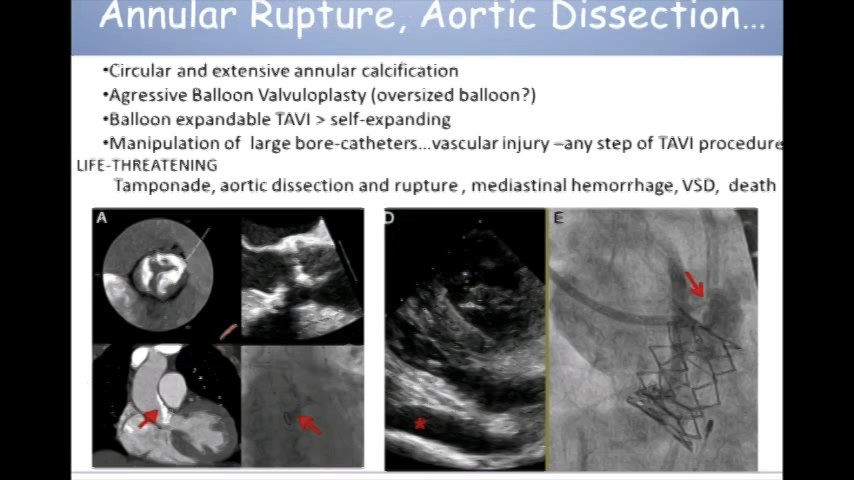 Annular Rupture, Aortic Dissection...
•Circular and extensive annular calcification
•Agressive Balloon Valvuloplasty (oversized balloon?)
•Balloon expandable TAVI > self-expanding
•Manipulation of large bore-catheters...vascular injury –any step of TAVI procedure
LIFE-THREATENING
Tamponade, aortic dissection and rupture , mediastinal hemorrhage, VSD, death
A
D
E
*